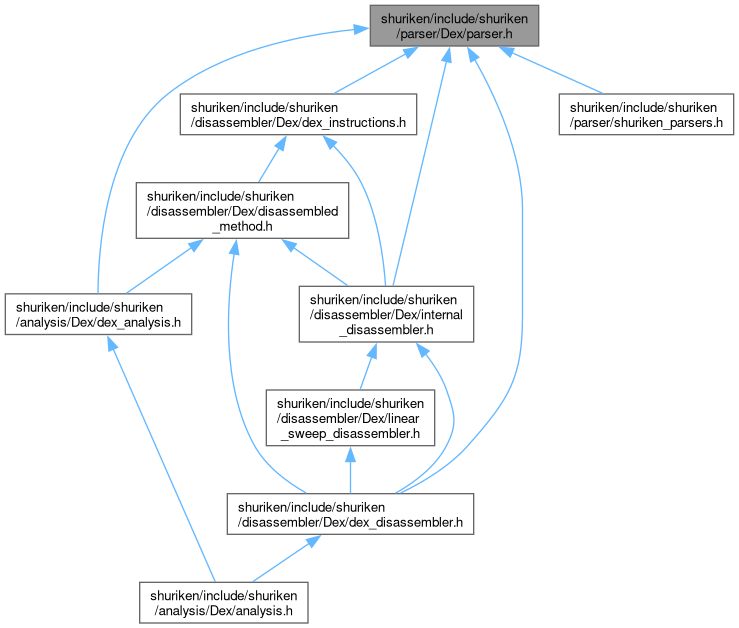 shuriken/include/shuriken
/parser/Dex/parser.h
shuriken/include/shuriken
/disassembler/Dex/dex_instructions.h
shuriken/include/shuriken
/parser/shuriken_parsers.h
shuriken/include/shuriken
/disassembler/Dex/disassembled
_method.h
shuriken/include/shuriken
/analysis/Dex/dex_analysis.h
shuriken/include/shuriken
/disassembler/Dex/internal
_disassembler.h
shuriken/include/shuriken
/disassembler/Dex/linear
_sweep_disassembler.h
shuriken/include/shuriken
/disassembler/Dex/dex_disassembler.h
shuriken/include/shuriken
/analysis/Dex/analysis.h